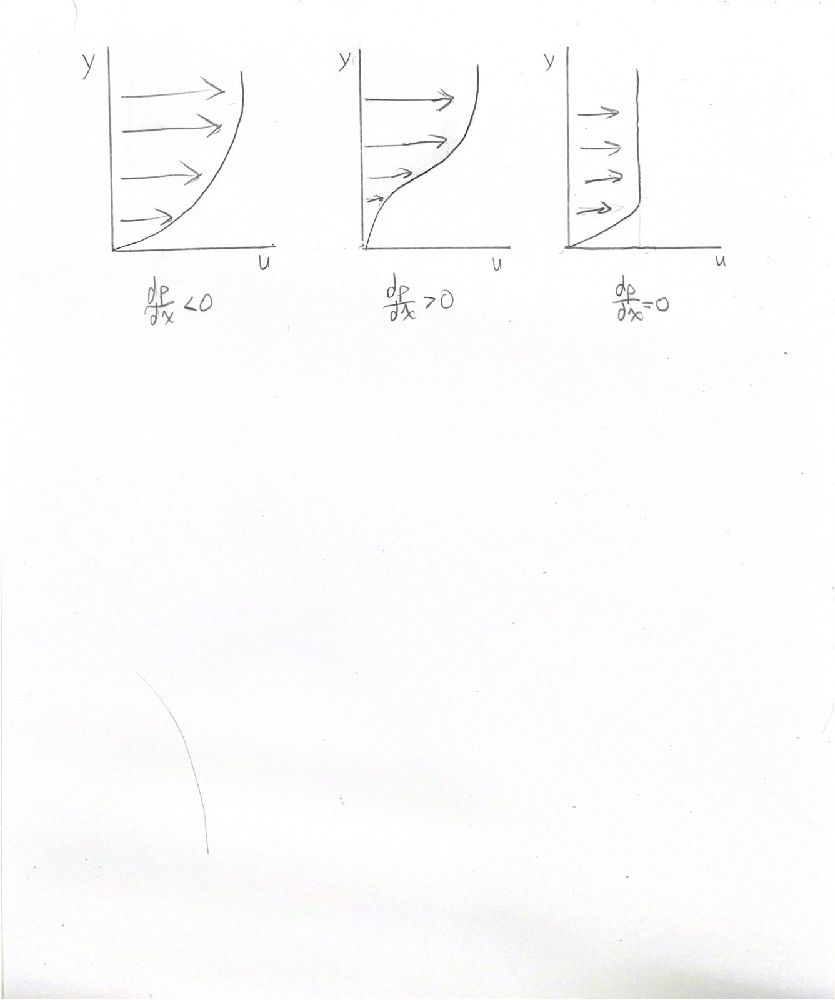 y y y
u u u
dp/dx <0 dp/dx >0 dp/dx =0